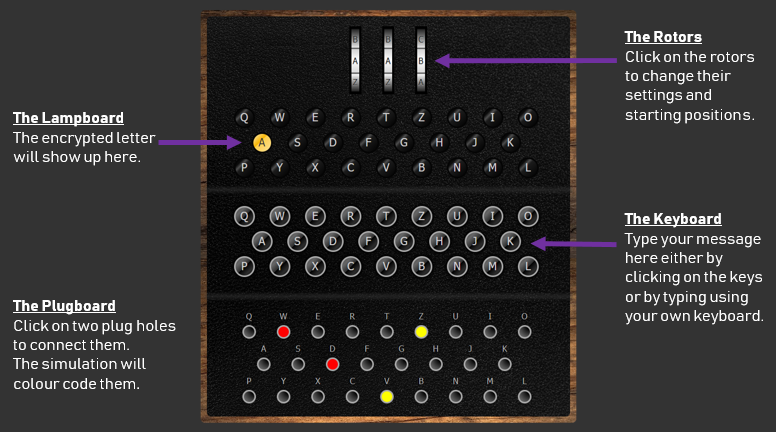 The Rotors
Click on the rotors
to change their
settings and
starting positions.
B B C
A A B
Z Z A
The Lampboard
The encrypted letter
will show up here.
Q W E R T Z U I O
A S D F G H J K
P Y X C V B N M L
The Keyboard
Type your message
here either by
clicking on the keys
or by typing using
your own keyboard.
Q W E R T Z U I O
A S D F G H J K
P Y X C V B N M L
The Plugboard
Click on two plug holes
to connect them.
The simulation will
colour code them.
Q W E R T Z U I O
A S D F G H J K
P Y X C V B N M L